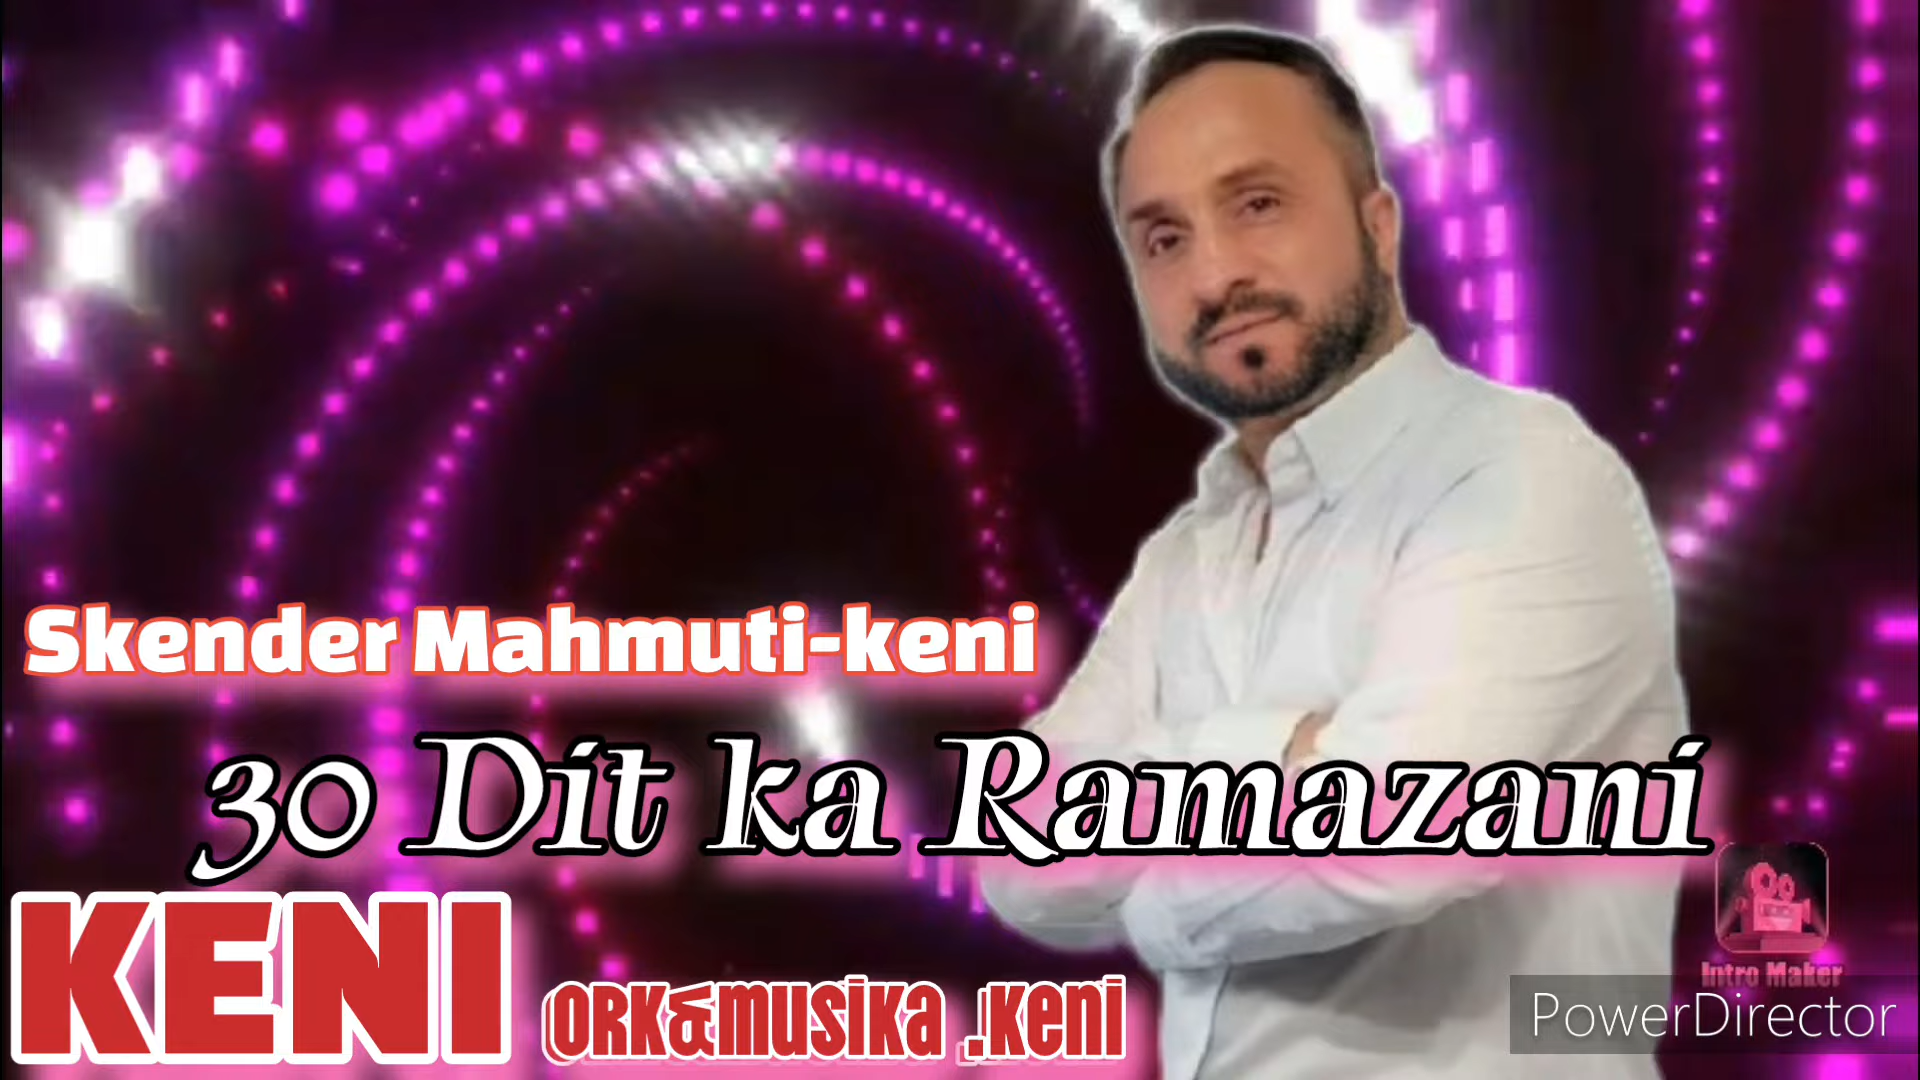 Skender Mahmuti-keni
30 Dit ka Ramazani
KENI
ORK&musika .keni
Intro Maker
PowerDirector